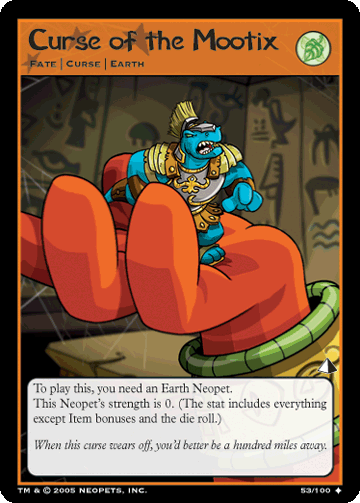 Curse of the Mootix
Fate | Curse | Earth
To play this, you need an Earth Neopet.
This Neopet's strength is 0. (The stat includes everything
except Item bonuses and the die roll.)
When this curse wears off, you'd better be a hundred miles away.
TM & © 2005 NEOPETS, INC.
53/100 ♦